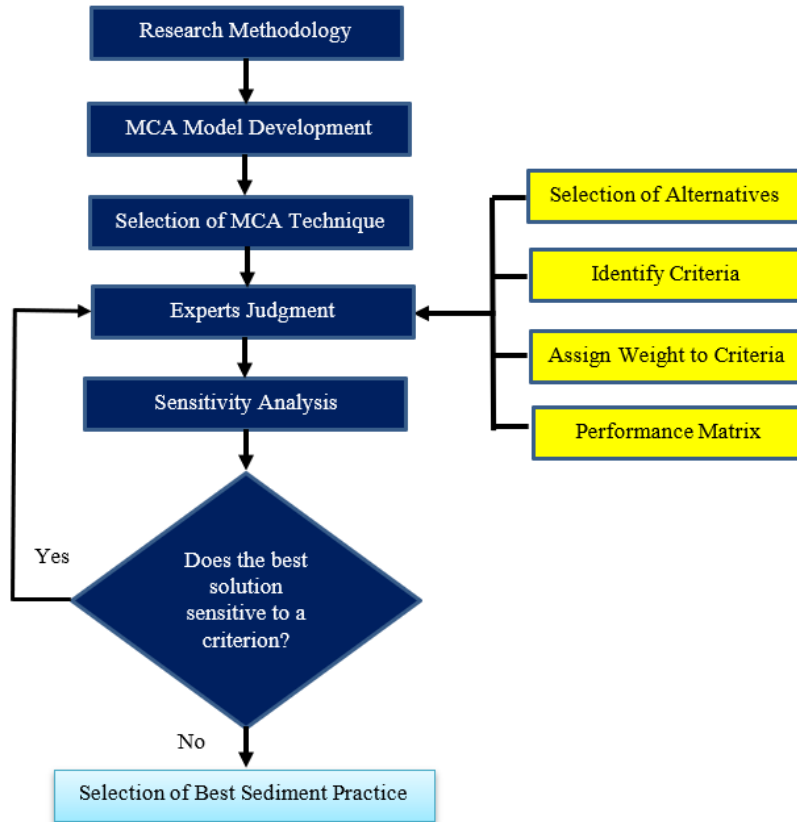 Research Methodology
MCA Model Development
Selection of MCA Technique
Experts Judgment
Sensitivity Analysis
Does the best
solution
sensitive to a
criterion?
Yes
No
Selection of Best Sediment Practice
Selection of Alternatives
Identify Criteria
Assign Weight to Criteria
Performance Matrix